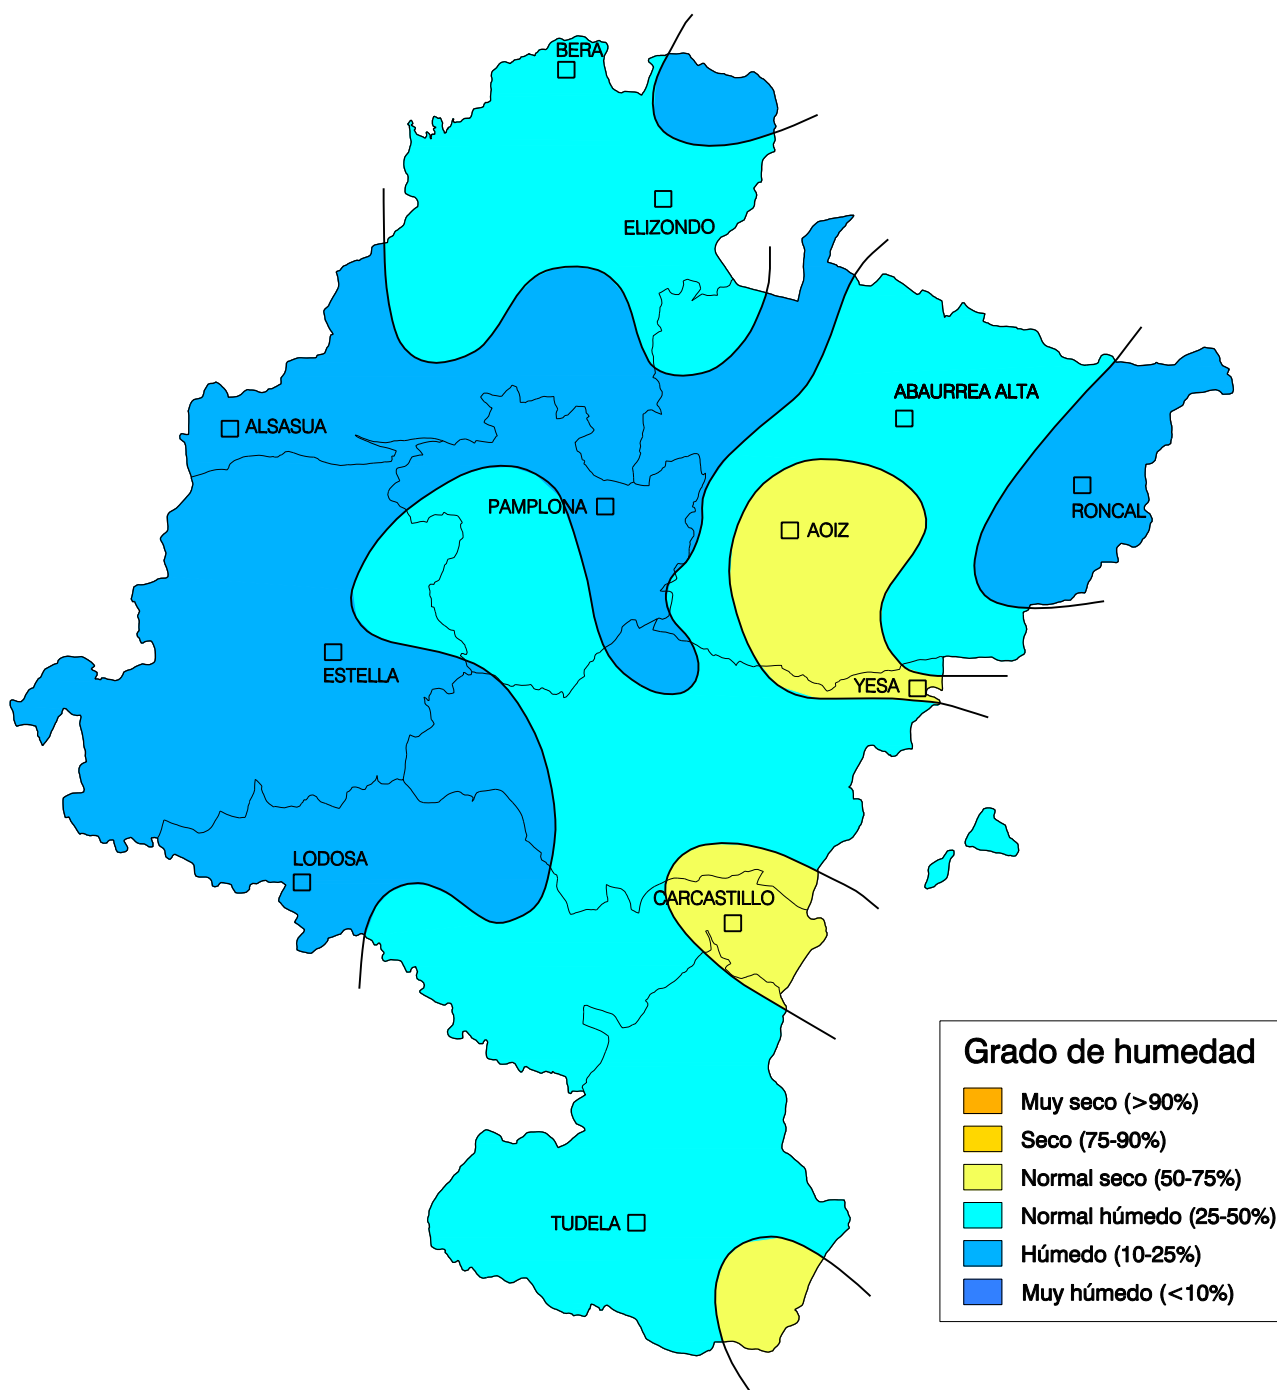 BERA
ELIZONDO
ABAURREA ALTA
ALSASUA
PAMPLONA
RONCAL
AOIZ
ESTELLA
YESA
LODOSA
CARCASTILLO
TUDELA
Grado de humedad
Muy seco (>90%)
Seco (75-90%)
Normal seco (50-75%)
Normal húmedo (25-50%)
Húmedo (10-25%)
Muy húmedo (<10%)